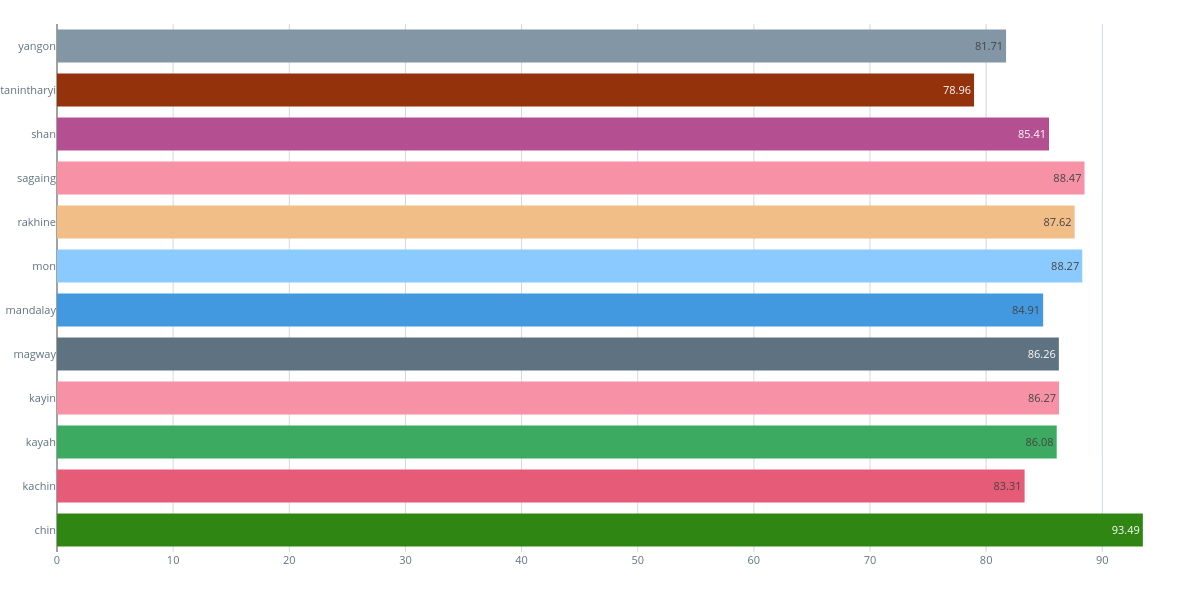 yangon 81.71
tanintharyi 78.96
shan 85.41
sagaing 88.47
rakhine 87.62
mon 88.27
mandalay 84.91
magway 86.26
kayin 86.27
kayah 86.08
kachin 83.31
chin 93.49
0 10 20 30 40 50 60 70 80 90